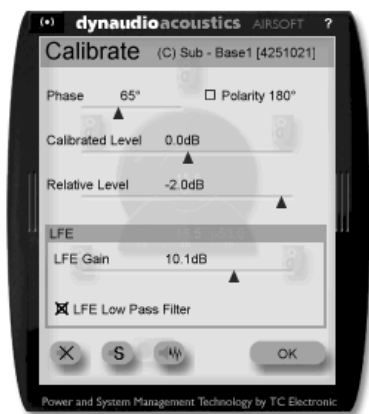 (•) dynaudioacoustics AIRSOFT ?
Calibrate (C) Sub - Base1 [4251021]
Phase 65° Polarity 180°
Calibrated Level 0.0dB
Relative Level -2.0dB
LFE
LFE Gain 10.1dB
LFE Low Pass Filter
S OK
Power and System Management Technology by TC Electronic